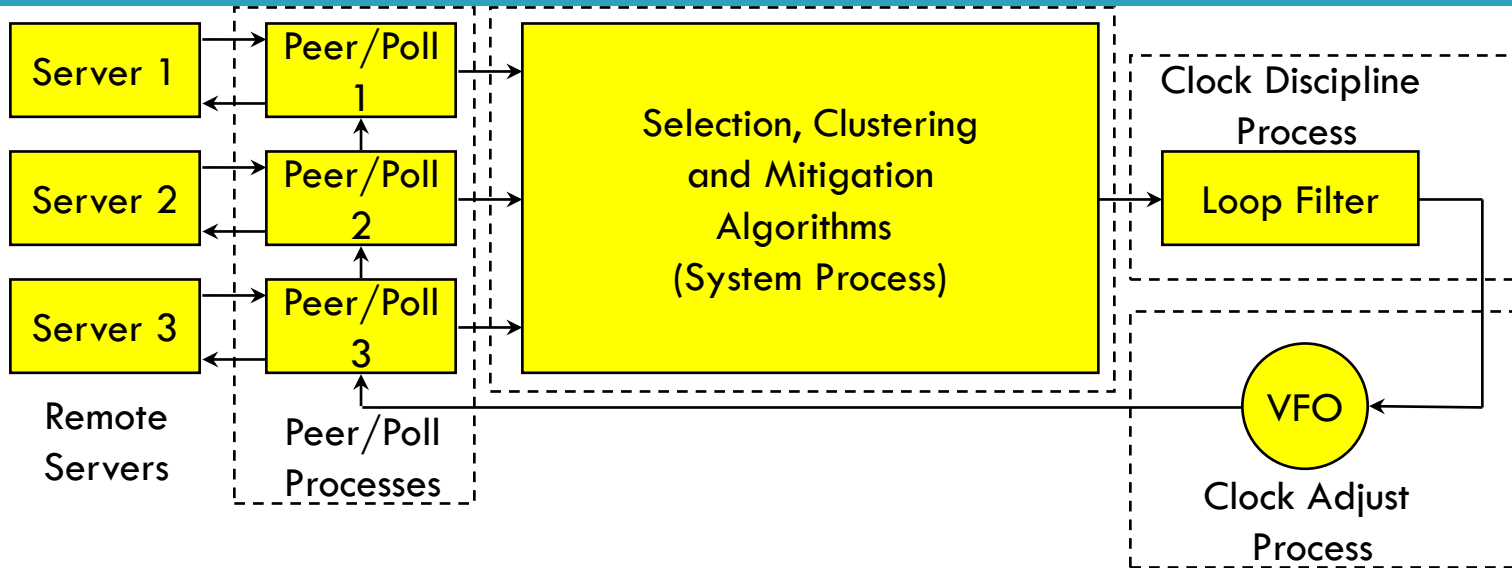 Server 1
Peer/Poll
1
Server 2
Peer/Poll
2
Server 3
Peer/Poll
3
Remote
Servers
Peer/Poll
Processes
Selection, Clustering
and Mitigation
Algorithms
(System Process)
Clock Discipline
Process
Loop Filter
VFO
Clock Adjust
Process